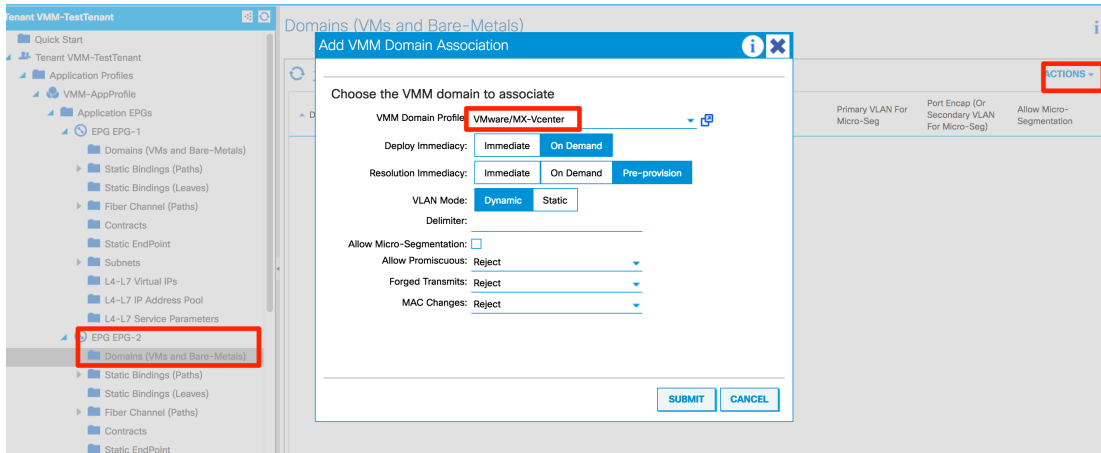 Tenant VMM-TestTenant
Quick Start
Tenant VMM-TestTenant
Application Profiles
VMM-AppProfile
Application EPGs
EPG EPG-1
Domains (VMs and Bare-Metals)
Static Bindings (Paths)
Static Bindings (Leaves)
Fiber Channel (Paths)
Contracts
Static EndPoint
Subnets
L4-L7 Virtual IPs
L4-L7 IP Address Pool
L4-L7 Service Parameters
EPG EPG-2
Domains (VMs and Bare-Metals)
Static Bindings (Paths)
Static Bindings (Leaves)
Fiber Channel (Paths)
Contracts
Static EndPoint
Domains (VMs and Bare-Metals)
i
ACTIONS
D
Primary VLAN For
Micro-Seg
Port Encap (Or
Secondary VLAN
For Micro-Seg)
Allow Micro-
Segmentation
Add VMM Domain Association
i
Choose the VMM domain to associate
VMM Domain Profile VMware/MX-Vcenter
Deploy Immediacy: Immediate On Demand
Resolution Immediacy: Immediate On Demand Pre-provision
VLAN Mode: Dynamic Static
Delimiter:
Allow Micro-Segmentation:
Allow Promiscuous: Reject
Forged Transmits: Reject
MAC Changes: Reject
SUBMIT CANCEL